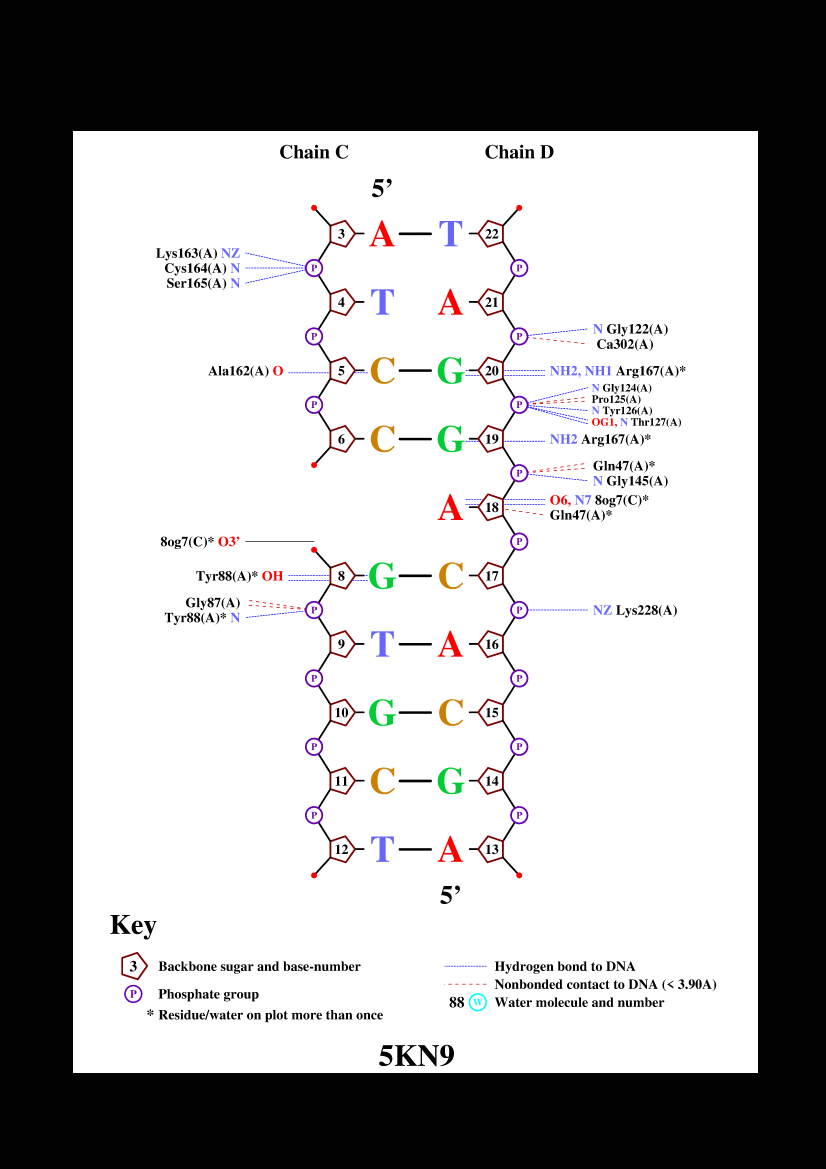 Chain C Chain D
5’
3 A T 22
Lys163(A) NZ
Cys164(A) N P P
Ser165(A) N
4 T A 21
N Gly122(A)
P P
Ca302(A)
Ala162(A) O 5 C G 20 NH2, NH1 Arg167(A)*
N Gly124(A)
Pro125(A)
P P
N Tyr126(A)
OG1, N Thr127(A)
6 C G 19 NH2 Arg167(A)*
Gln47(A)*
P
N Gly145(A)
O6, N7 8og7(C)*
A 18
Gln47(A)*
8og7(C)* O3’ P
Tyr88(A)* OH 8 G C 17
Gly87(A)
P P NZ Lys228(A)
Tyr88(A)* N
9 T A 16
P P
10 G C 15
P P
11 C G 14
P P
12 T A 13
5’
Key
3 Backbone sugar and base-number Hydrogen bond to DNA
Nonbonded contact to DNA (< 3.90A)
P Phosphate group 88 W Water molecule and number
* Residue/water on plot more than once
5KN9